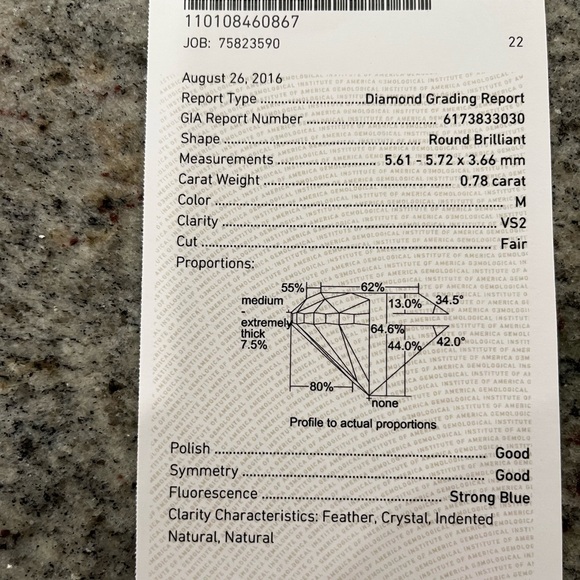 110108460867
JOB: 75823590 22
August 26, 2016
Report Type ........................ Diamond Grading Report
GIA Report Number ........................ 6173833030
Shape ........................ Round Brilliant
Measurements ........................ 5.61 - 5.72 x 3.66 mm
Carat Weight ........................ 0.78 carat
Color ........................ M
Clarity ........................ VS2
Cut ........................ Fair
Proportions:
55% 62%
medium 13.0% 34.5°
-
extremely
thick 64.6%
7.5% 44.0% 42.0°
80%
none
Profile to actual proportions
Polish ........................ Good
Symmetry ........................ Good
Fluorescence ........................ Strong Blue
Clarity Characteristics: Feather, Crystal, Indented
Natural, Natural